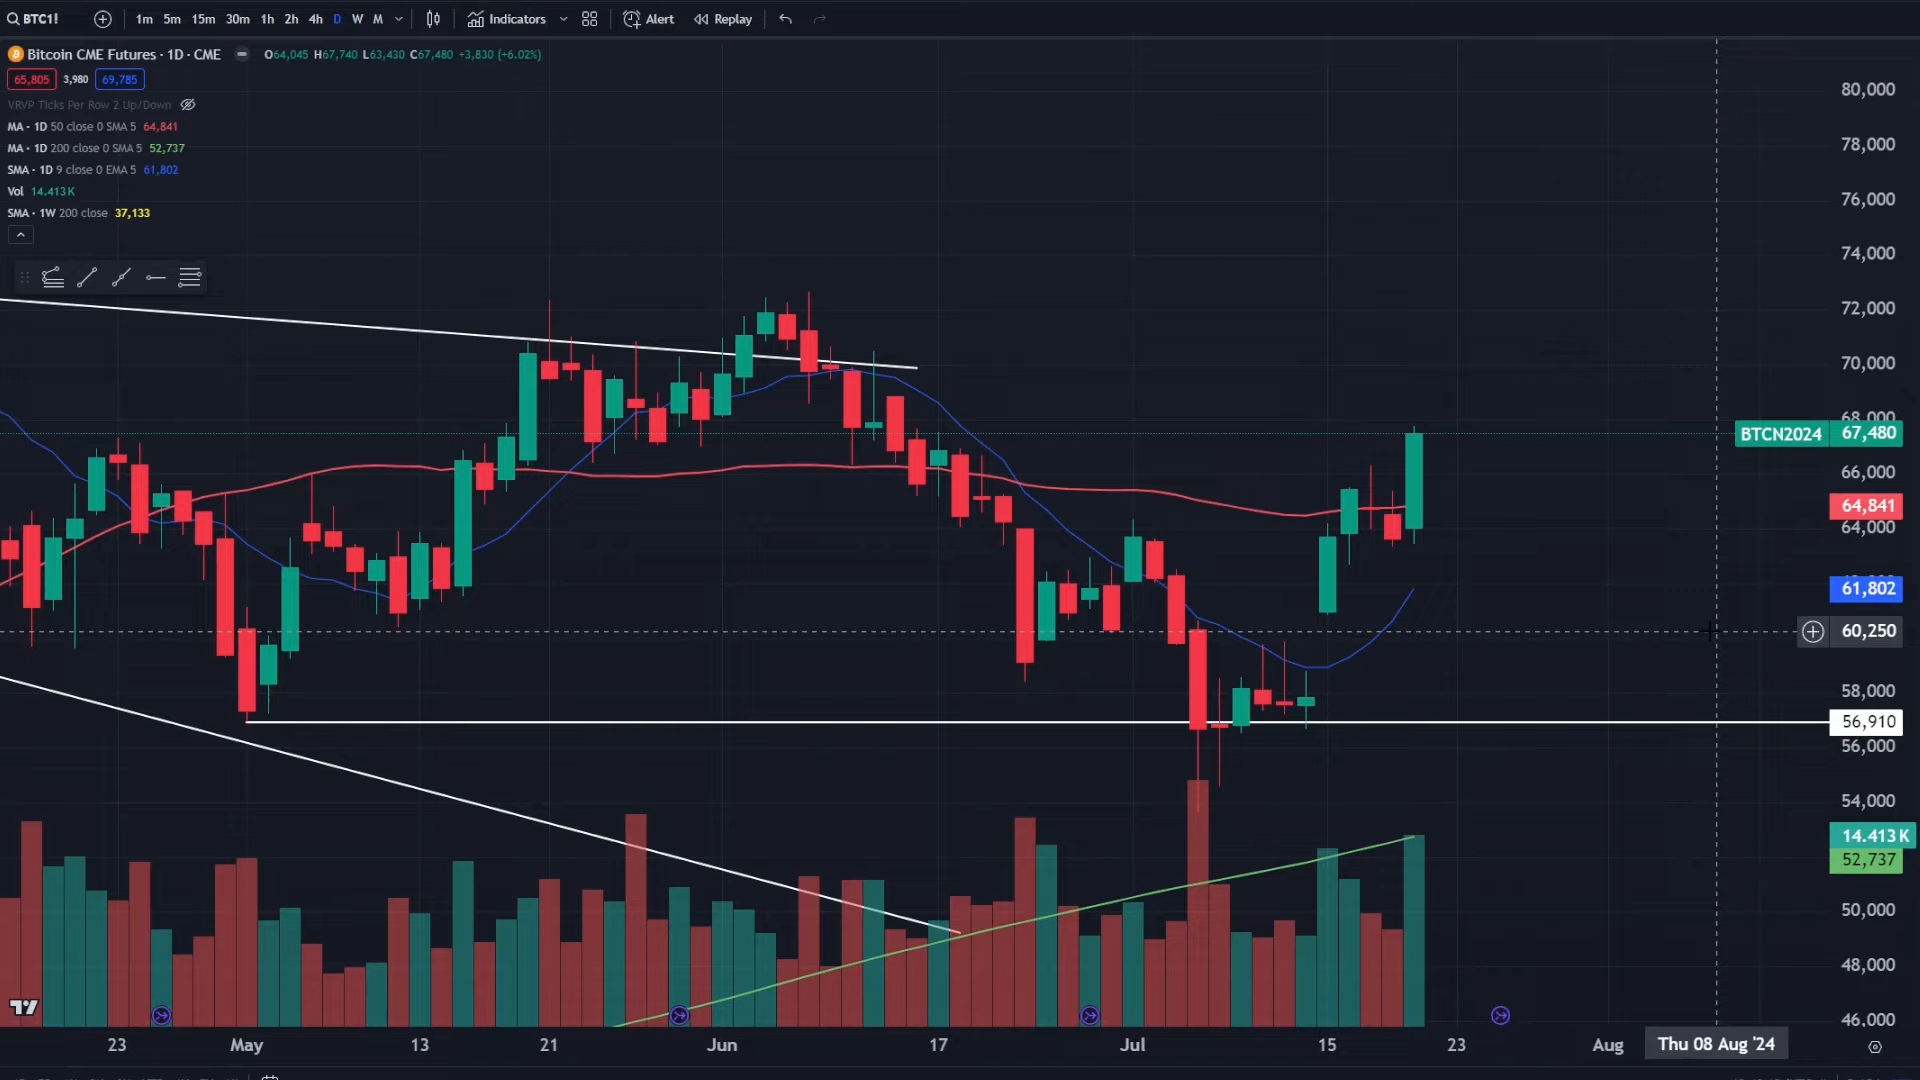 BTC1! 1m 5m 15m 30m 1h 2h 4h D W M Indicators Alert Replay
Bitcoin CME Futures · 1D · CME O64,045 H67,740 L63,430 C67,480 +3,830 (+6.02%)
65,805 3,980 69,785
VRVP Ticks Per Row 2 Up/Down
MA · 1D 50 close 0 SMA 5 64,841
MA · 1D 200 close 0 SMA 5 52,737
SMA · 1D 9 close 0 EMA 5 61,802
Vol 14.413K
SMA · 1W 200 close 37,133
80,000
78,000
76,000
74,000
72,000
70,000
68,000
BTCN2024 67,480
66,000
64,841
64,000
61,802
60,250
58,000
56,910
56,000
54,000
14.413K
52,737
50,000
48,000
46,000
23 May 13 21 Jun 17 Jul 15 23 Aug Thu 08 Aug '24